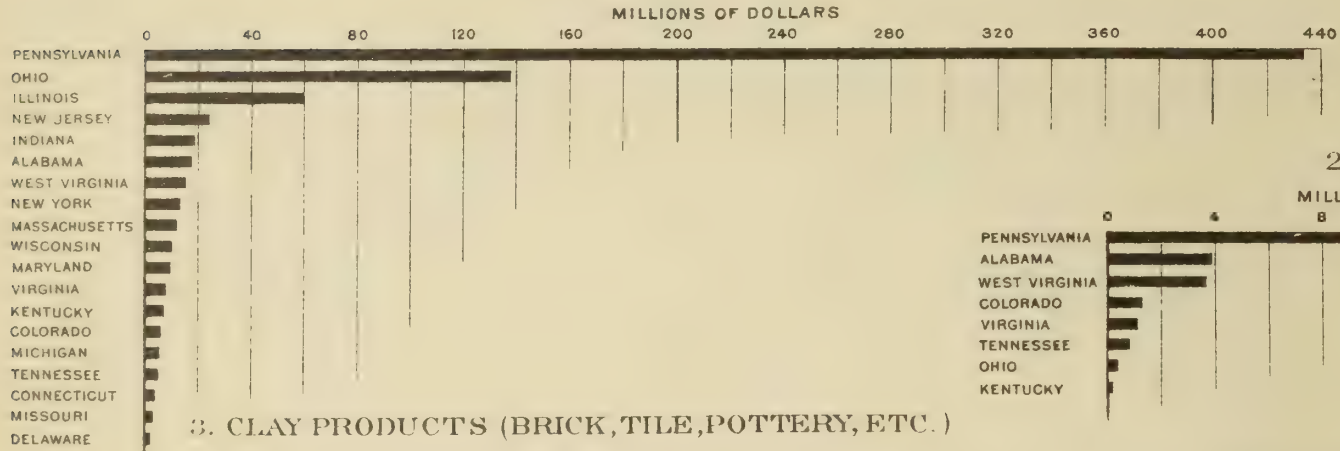 MILLIONS OF DOLLARS
0 40 80 120 160 200 240 280 320 360 400 440
PENNSYLVANIA
OHIO
ILLINOIS
NEW JERSEY
INDIANA
ALABAMA
WEST VIRGINIA
NEW YORK
MASSACHUSETTS
WISCONSIN
MARYLAND
VIRGINIA
KENTUCKY
COLORADO
MICHIGAN
TENNESSEE
CONNECTICUT
MISSOURI
DELAWARE
2
MILL
0 4 8
PENNSYLVANIA
ALABAMA
WEST VIRGINIA
COLORADO
VIRGINIA
TENNESSEE
OHIO
KENTUCKY
3. CLAY PRODUCTS (BRICK, TILE, POTTERY, ETC.)